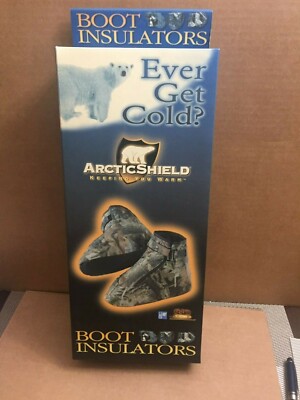 BOOT
INSULATORS
Ever
Get
Cold?
ARCTICSHIELD
KEEPING YOU WARM
BOOT
INSULATORS